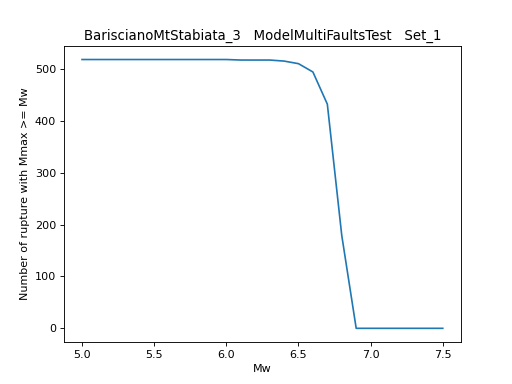 BariscianoMtStabiata_3 ModelMultiFaultsTest Set_1
Number of rupture with Mmax >= Mw
500
400
300
200
100
0
5.0 5.5 6.0 6.5 7.0 7.5
Mw